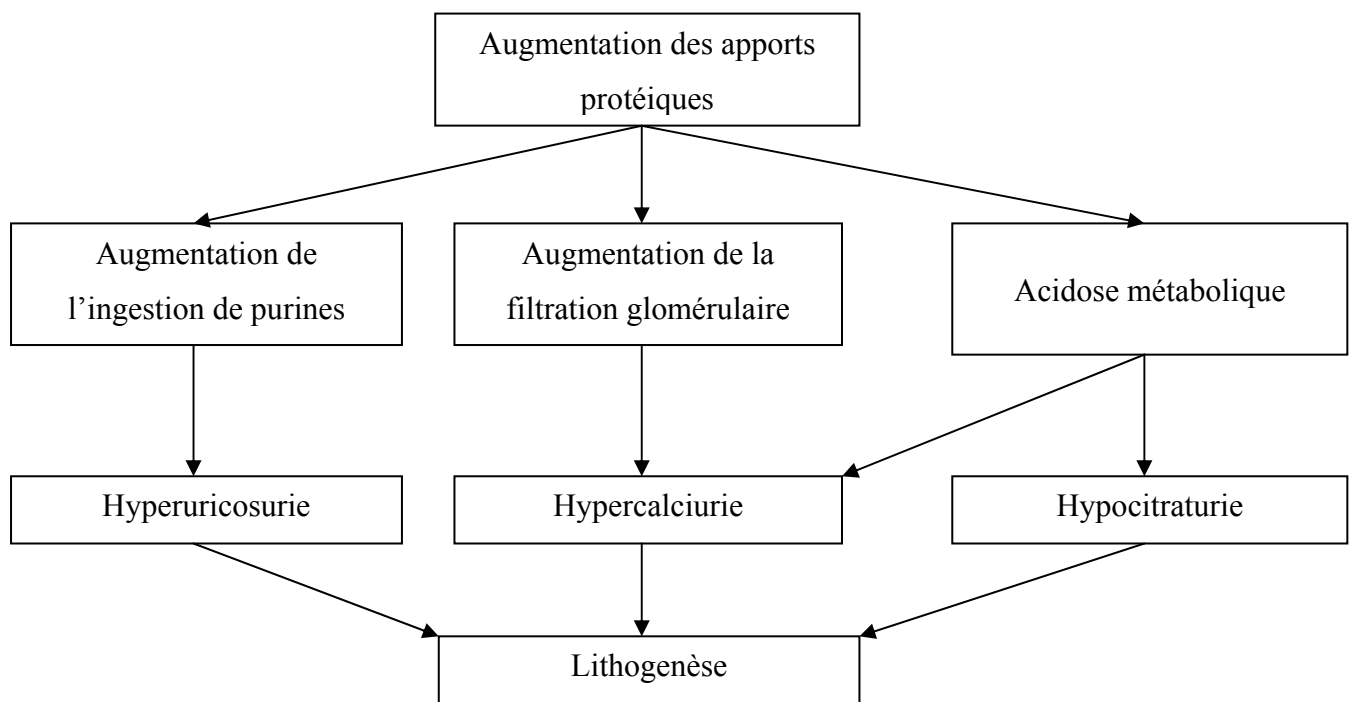 Augmentation des apports
protéiques
Augmentation de
l’ingestion de purines
Augmentation de la
filtration glomérulaire
Acidose métabolique
Hyperuricosurie
Hypercalciurie
Hypocitraturie
Lithogenèse